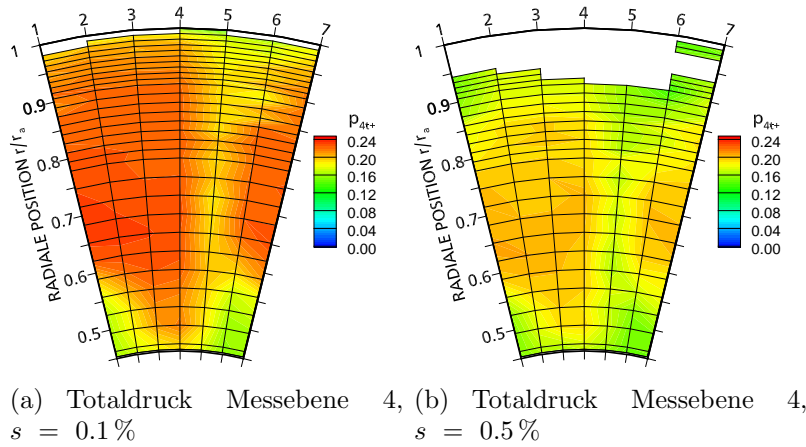 1 2 3 4 5 6 7
1
0.9
0.8
0.7
0.6
0.5
RADIALE POSITION r/rₐ
p₄ₜ₊
0.24
0.20
0.16
0.12
0.08
0.04
0.00
1 2 3 4 5 6 7
1
0.9
0.8
0.7
0.6
0.5
RADIALE POSITION r/rₐ
p₄ₜ₊
0.24
0.20
0.16
0.12
0.08
0.04
0.00
(a) Totaldruck Messebene 4,
s = 0.1 %
(b) Totaldruck Messebene 4,
s = 0.5 %